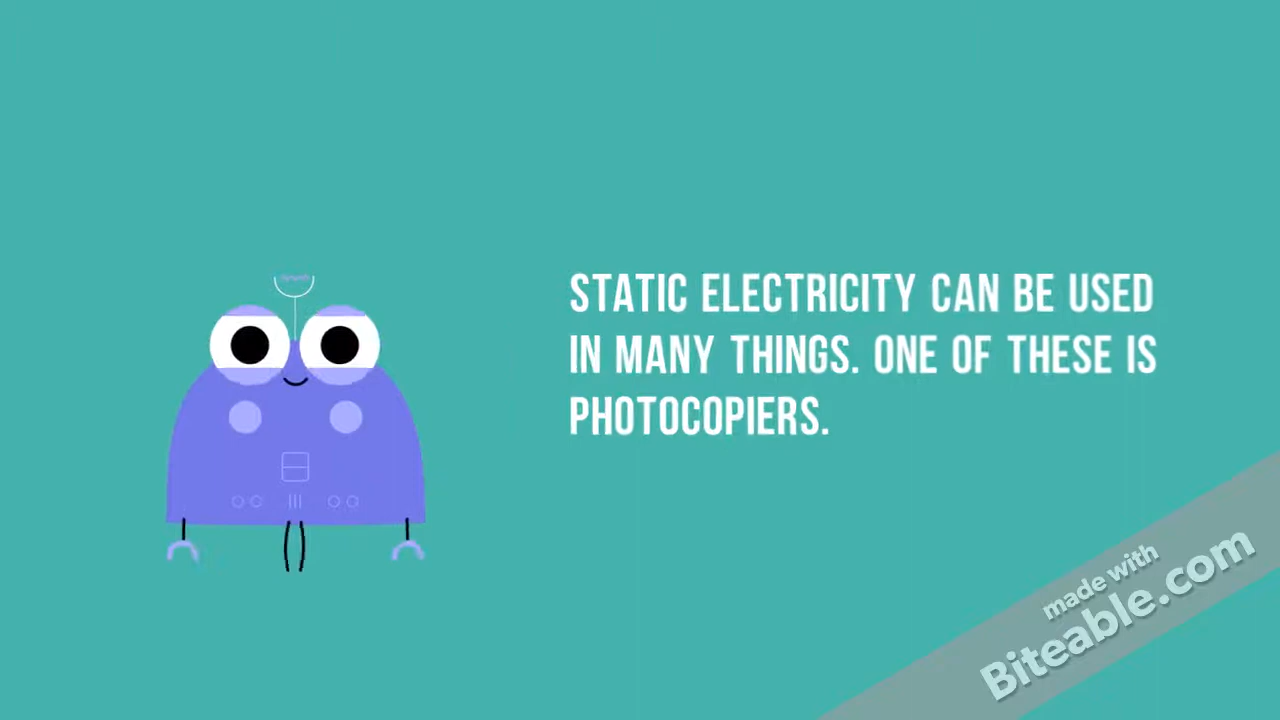 STATIC ELECTRICITY CAN BE USED
IN MANY THINGS. ONE OF THESE IS
PHOTOCOPIERS.
made with
Biteable.com